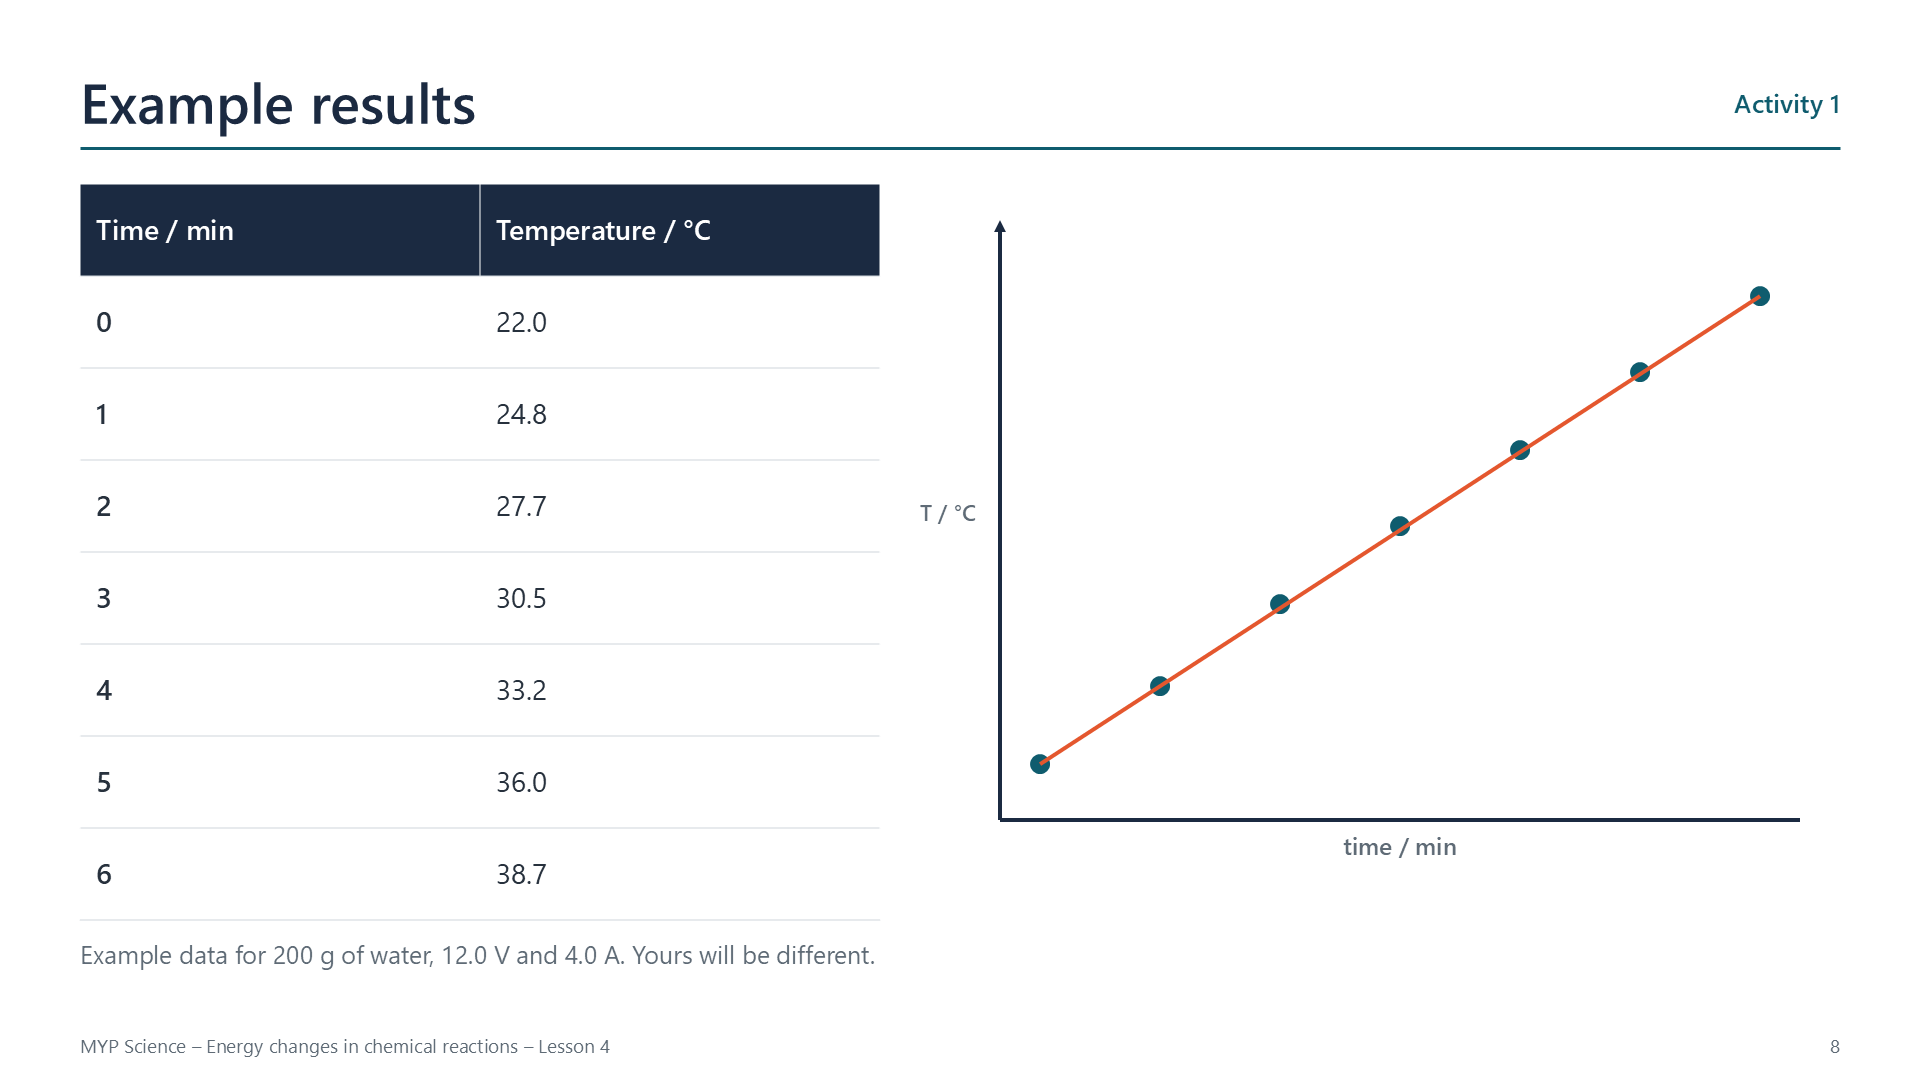 Example results
Activity 1
Time / min Temperature / °C
0 22.0
1 24.8
2 27.7
3 30.5
4 33.2
5 36.0
6 38.7
T / °C
time / min
Example data for 200 g of water, 12.0 V and 4.0 A. Yours will be different.
MYP Science – Energy changes in chemical reactions – Lesson 4
8